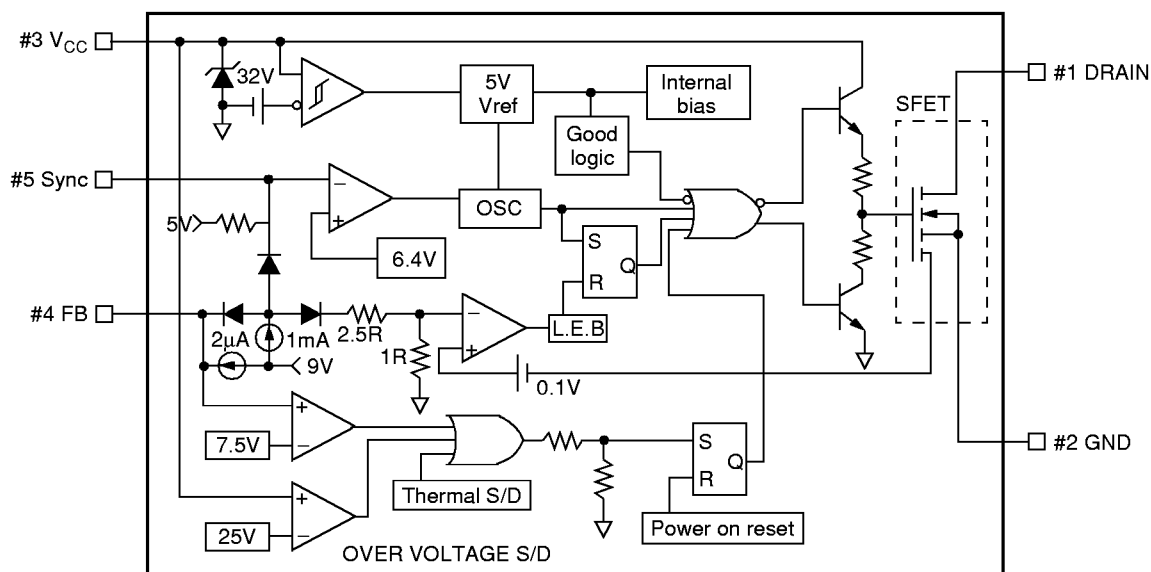 #3 VCC
32V
5V
Vref
Internal
bias
Good
logic
#1 DRAIN
SFET
#5 Sync
−
+
OSC
5V
6.4V
S
R
Q
#4 FB
2μA
1mA
9V
2.5R
1R
−
+
L.E.B
0.1V
+
−
7.5V
Thermal S/D
S
R
Q
#2 GND
+
−
25V
Power on reset
OVER VOLTAGE S/D